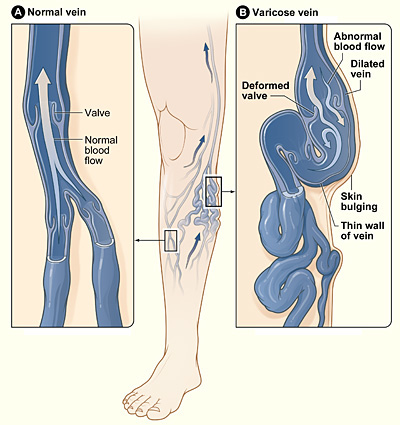 A Normal vein
Valve
Normal
blood
flow
B Varicose vein
Abnormal
blood flow
Dilated
vein
Deformed
valve
Skin
bulging
Thin wall
of vein